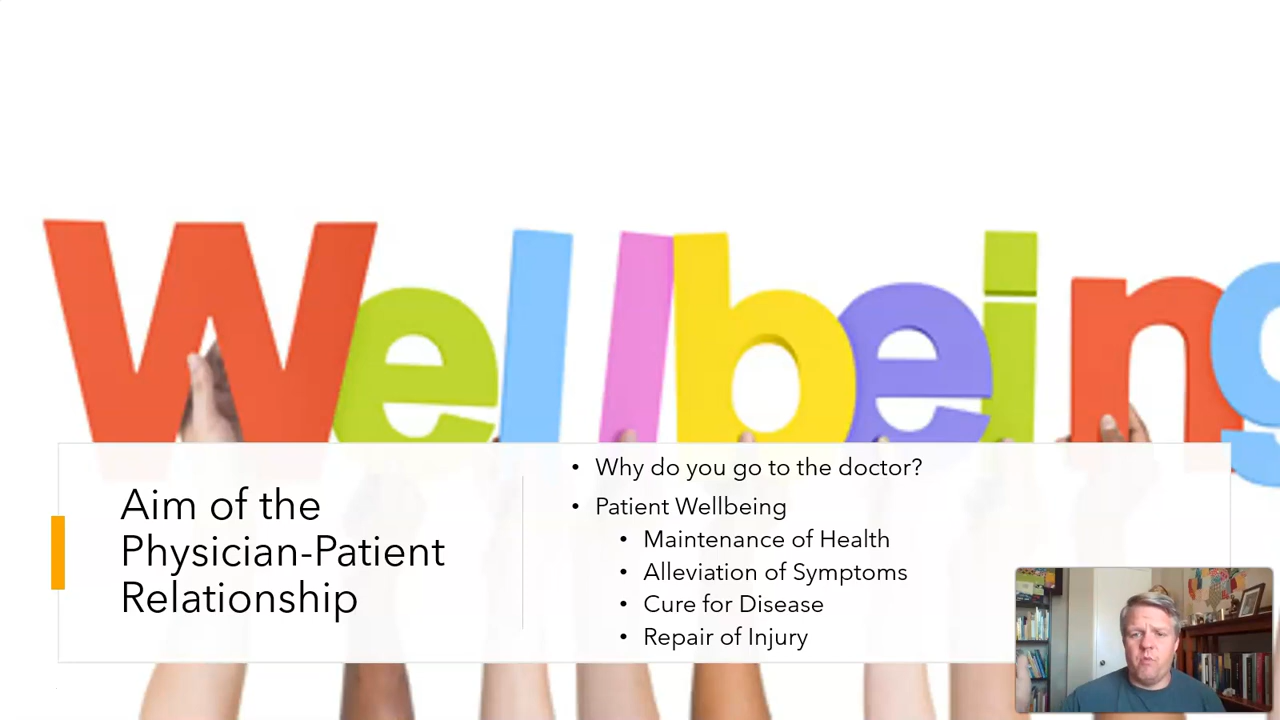 Wellbeing
Aim of the
Physician-Patient
Relationship
• Why do you go to the doctor?
• Patient Wellbeing
• Maintenance of Health
• Alleviation of Symptoms
• Cure for Disease
• Repair of Injury